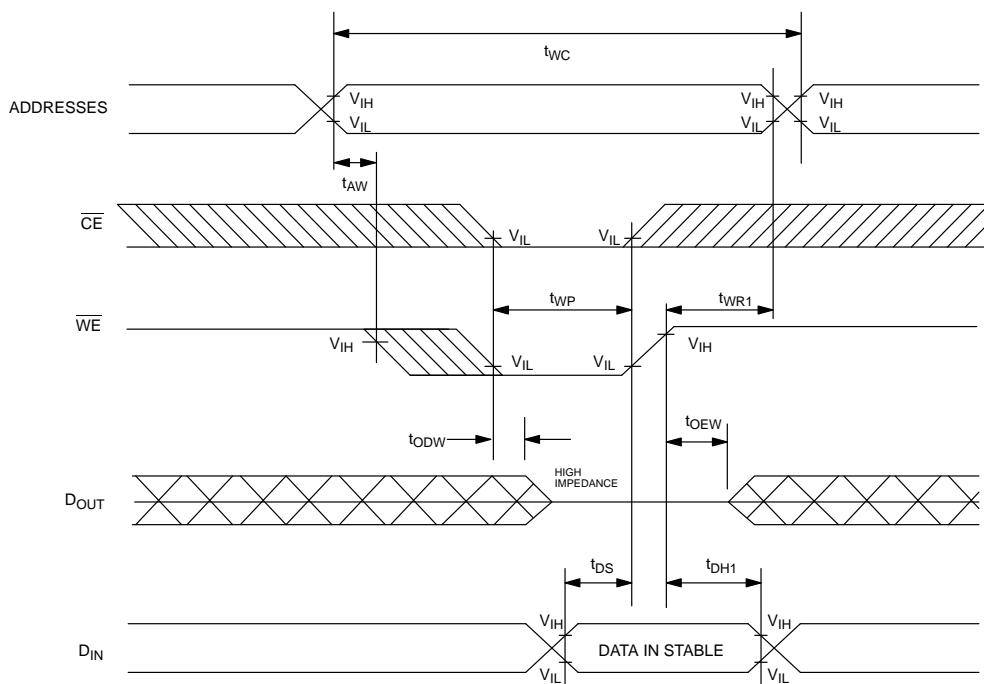 tWC
ADDRESSES
VIH VIH VIH
VIL VIL VIL
tAW
CE
VIL VIL
tWP tWR1
WE
VIH VIH
VIL VIL
tODW tOEW
HIGH
IMPEDANCE
DOUT
tDS tDH1
VIH VIH
DIN DATA IN STABLE
VIL VIL